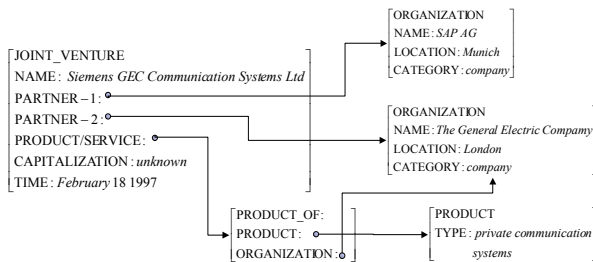 JOINT_VENTURE
NAME: Siemens GEC Communication Systems Ltd
PARTNER-1:
PARTNER-2:
PRODUCT/SERVICE:
CAPITALIZATION: unknown
TIME: February 18 1997
ORGANIZATION
NAME: SAP AG
LOCATION: Munich
CATEGORY: company
ORGANIZATION
NAME: The General Electric Company
LOCATION: London
CATEGORY: company
PRODUCT_OF:
PRODUCT:
ORGANIZATION:
PRODUCT
TYPE: private communication
systems